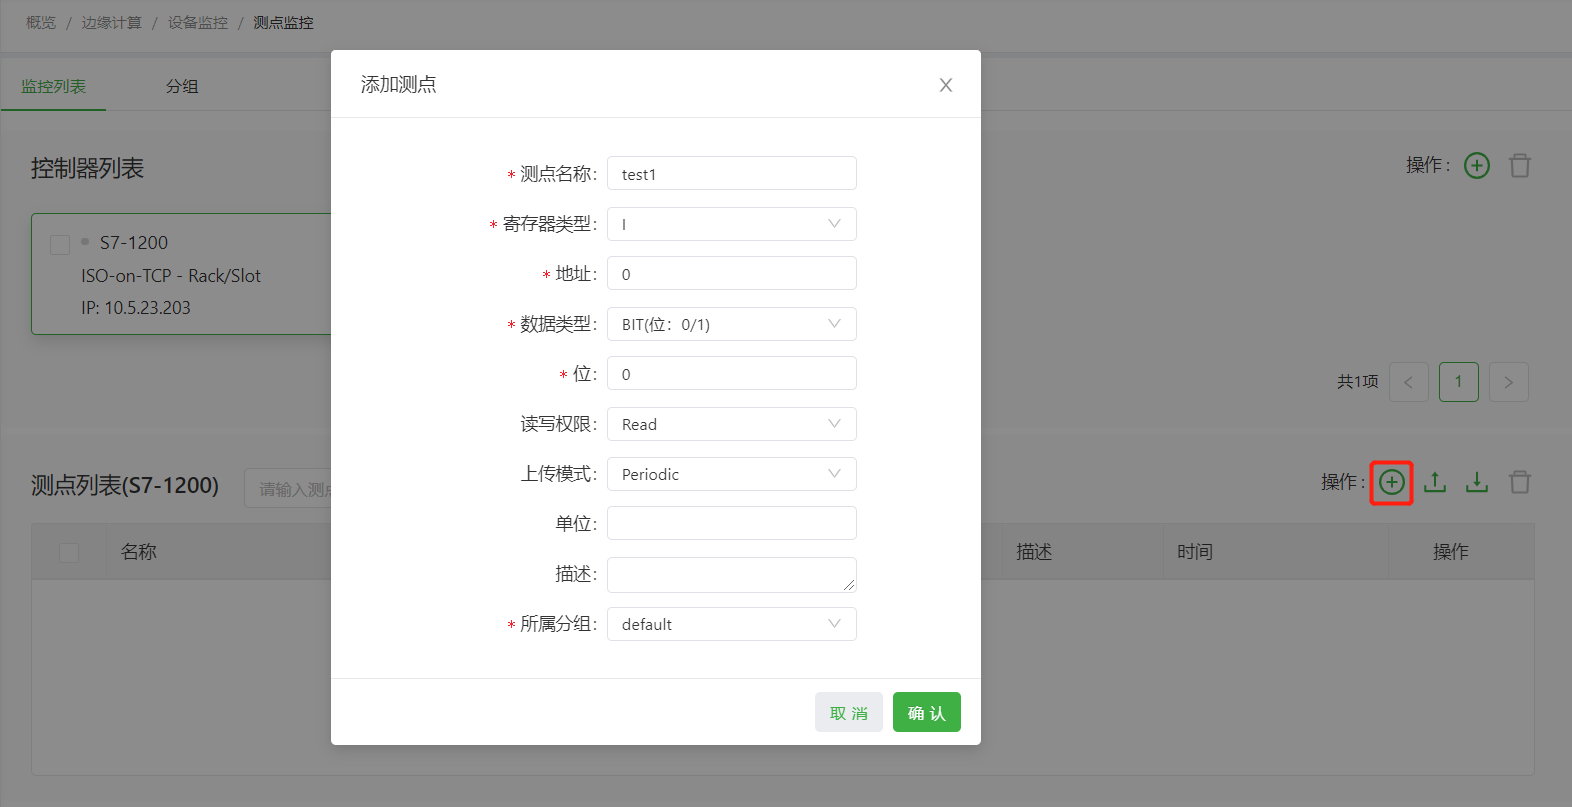 概览 / 边缘计算 / 设备监控 / 测点监控
监控列表 分组
添加测点
控制器列表
操作 :
S7-1200
ISO-on-TCP - Rack/Slot
IP: 10.5.23.203
* 测点名称: test1
* 寄存器类型: I
* 地址: 0
* 数据类型: BIT(位：0/1)
* 位: 0
读写权限: Read
上传模式: Periodic
单位:
描述:
* 所属分组: default
取 消 确 认
共1项 < 1 >
测点列表(S7-1200) 请输入测点
操作 :
名称 描述 时间 操作